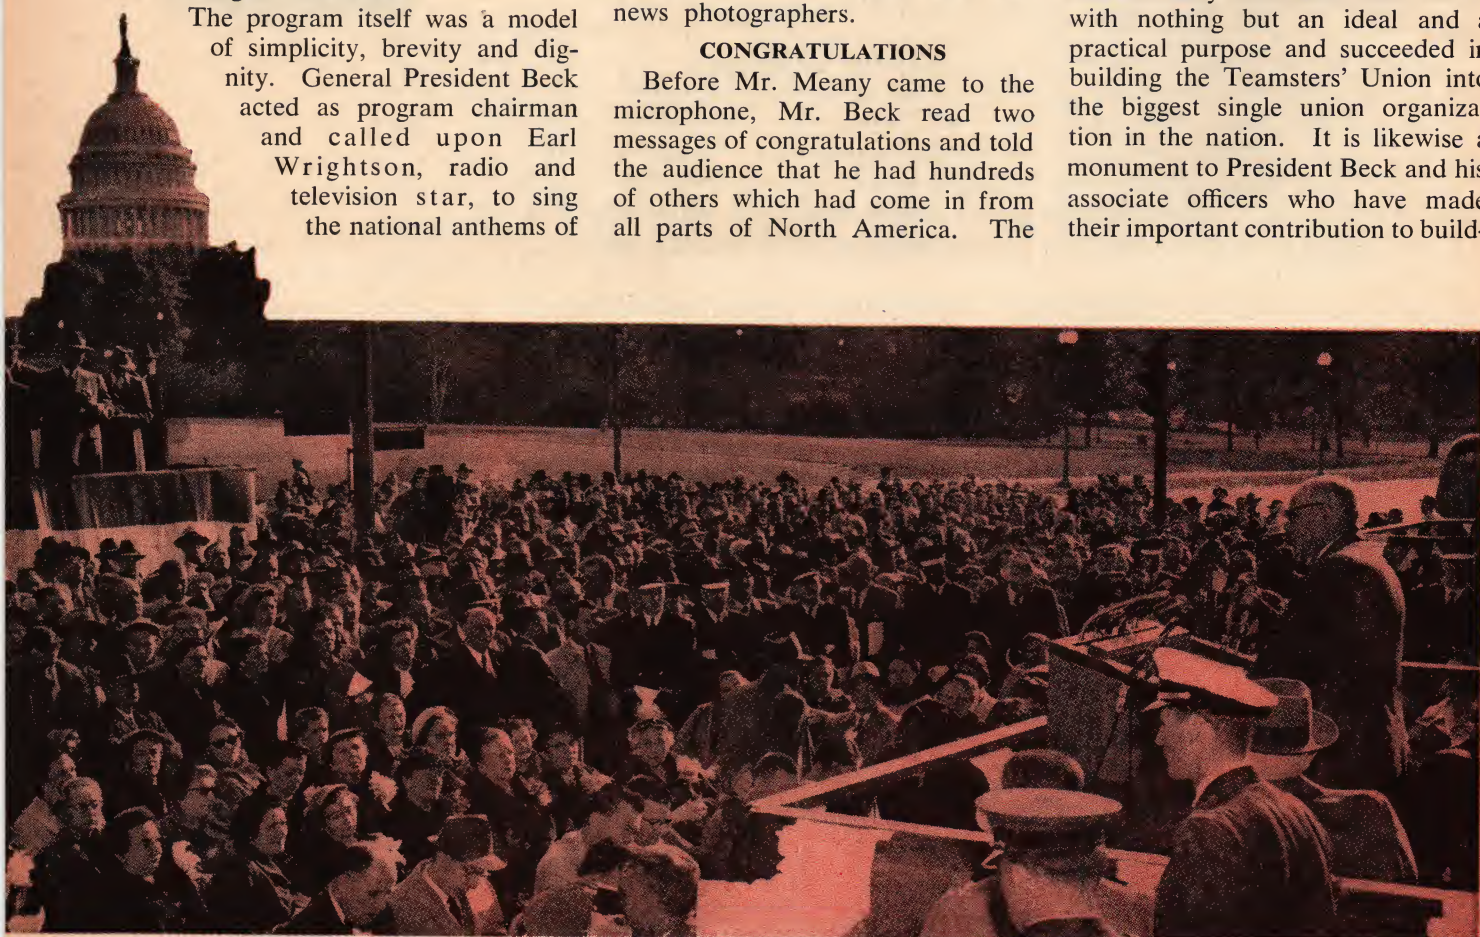 The program itself was a model
of simplicity, brevity and dig-
nity. General President Beck
acted as program chairman
and called upon Earl
Wrightson, radio and
television star, to sing
the national anthems of
news photographers.
CONGRATULATIONS
Before Mr. Meany came to the
microphone, Mr. Beck read two
messages of congratulations and told
the audience that he had hundreds
of others which had come in from
all parts of North America. The
with nothing but an ideal and
practical purpose and succeeded
building the Teamsters' Union
the biggest single union organiza
tion in the nation. It is likewise
monument to President Beck and his
associate officers who have made
their important contribution to build-